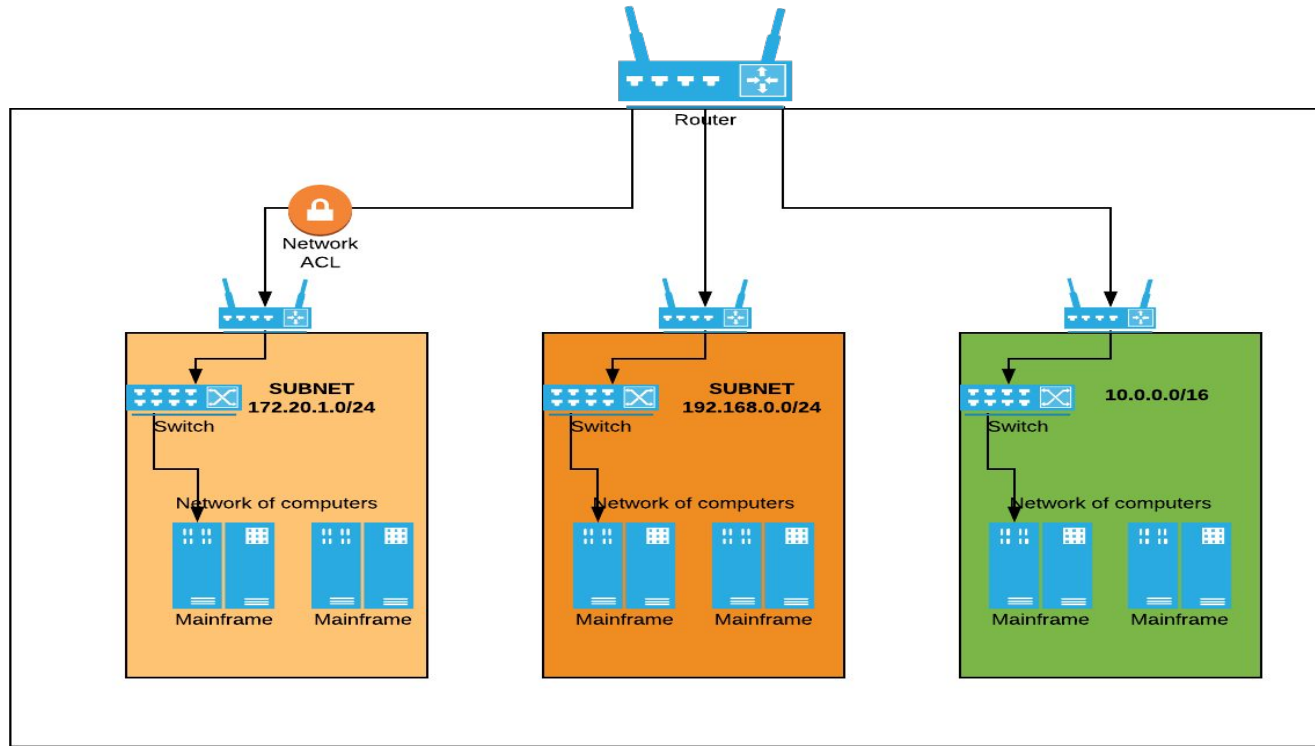 Router
Network
ACL
SUBNET
172.20.1.0/24
Switch
Network of computers
Mainframe
Mainframe
SUBNET
192.168.0.0/24
Switch
Network of computers
Mainframe
Mainframe
10.0.0.0/16
Switch
Network of computers
Mainframe
Mainframe